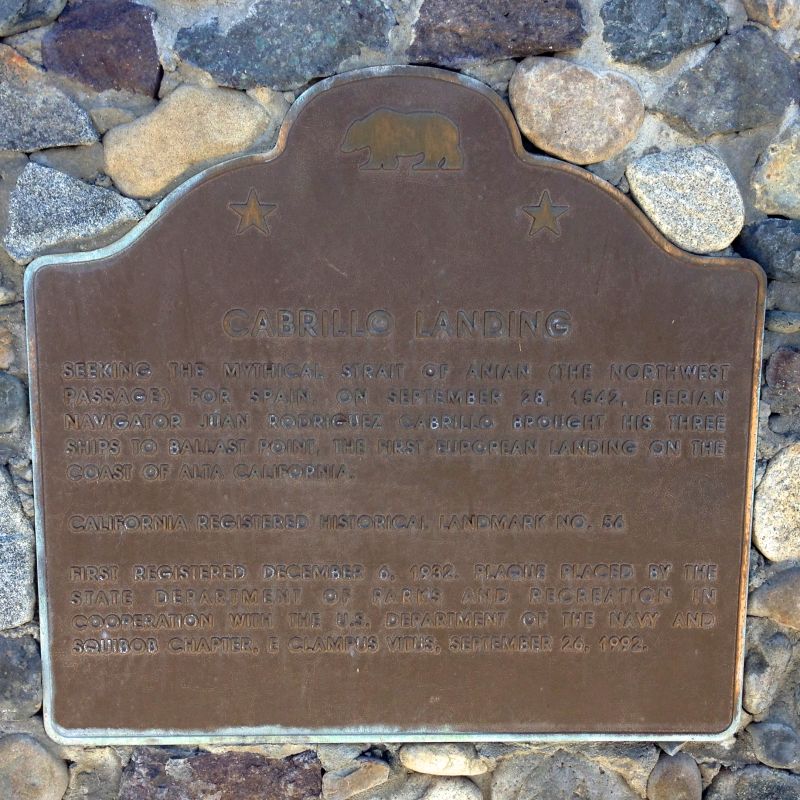 CABRILLO LANDING
SEEKING THE MYTHICAL STRAIT OF ANIAN (THE NORTHWEST
PASSAGE) FOR SPAIN, ON SEPTEMBER 28, 1542, IBERIAN
NAVIGATOR JUAN RODRIGUEZ CABRILLO BROUGHT HIS THREE
SHIPS TO BALLAST POINT, THE FIRST EUROPEAN LANDING ON THE
COAST OF ALTA CALIFORNIA.
CALIFORNIA REGISTERED HISTORICAL LANDMARK NO. 56
FIRST REGISTERED DECEMBER 6, 1932. PLAQUE PLACED BY THE
STATE DEPARTMENT OF PARKS AND RECREATION IN
COOPERATION WITH THE U.S. DEPARTMENT OF THE NAVY AND
SQUIBOB CHAPTER, E CLAMPUS VITUS, SEPTEMBER 26, 1992.